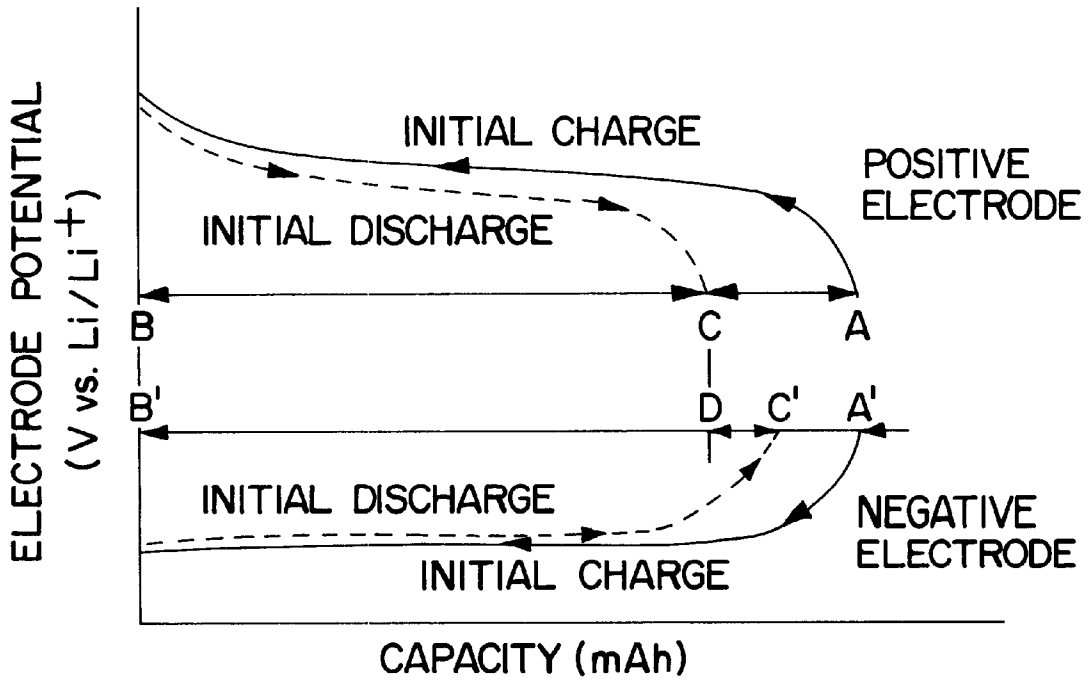 ELECTRODE POTENTIAL
(V vs. Li/Li+)
INITIAL CHARGE
POSITIVE
ELECTRODE
INITIAL DISCHARGE
B
C
A
B'
D
C'
A'
INITIAL DISCHARGE
NEGATIVE
ELECTRODE
INITIAL CHARGE
CAPACITY (mAh)